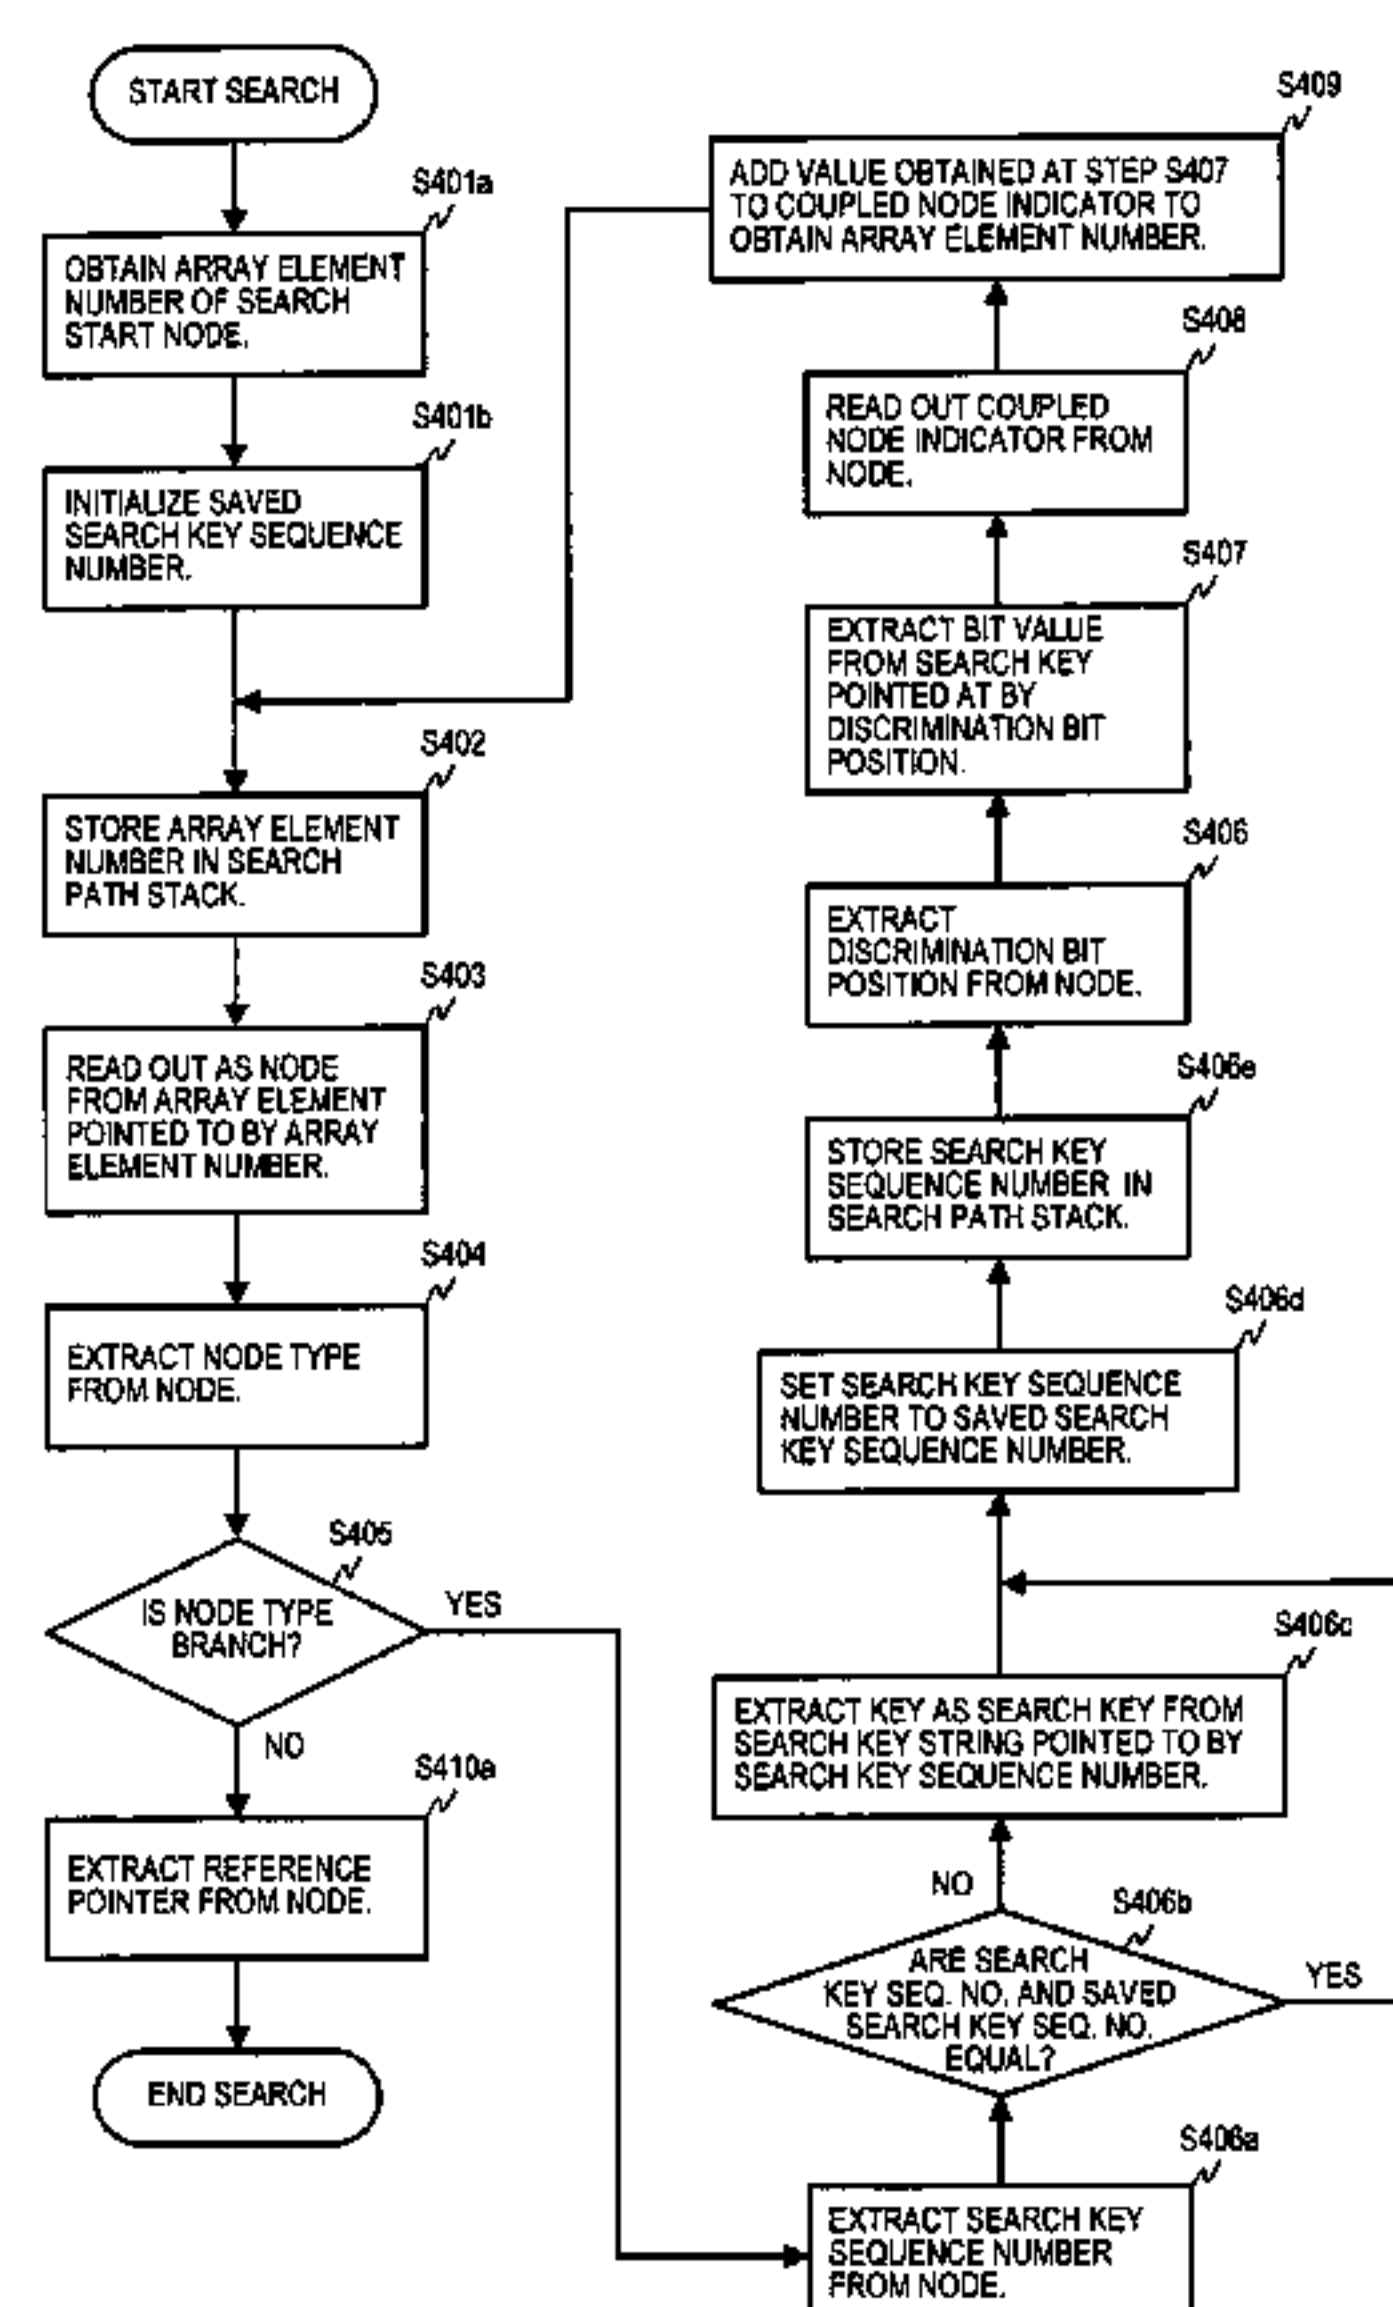 START SEARCH
S401a
OBTAIN ARRAY ELEMENT
NUMBER OF SEARCH
START NODE.
S401b
INITIALIZE SAVED
SEARCH KEY SEQUENCE
NUMBER.
S402
STORE ARRAY ELEMENT
NUMBER IN SEARCH
PATH STACK.
S403
READ OUT AS NODE
FROM ARRAY ELEMENT
POINTED TO BY ARRAY
ELEMENT NUMBER.
S404
EXTRACT NODE TYPE
FROM NODE.
S405
IS NODE TYPE
BRANCH?
YES
NO
S410a
EXTRACT REFERENCE
POINTER FROM NODE.
END SEARCH
S409
ADD VALUE OBTAINED AT STEP S407
TO COUPLED NODE INDICATOR TO
OBTAIN ARRAY ELEMENT NUMBER.
S408
READ OUT COUPLED
NODE INDICATOR FROM
NODE.
S407
EXTRACT BIT VALUE
FROM SEARCH KEY
POINTED AT BY
DISCRIMINATION BIT
POSITION.
S406
EXTRACT
DISCRIMINATION BIT
POSITION FROM NODE.
S406e
STORE SEARCH KEY
SEQUENCE NUMBER IN
SEARCH PATH STACK.
S406d
SET SEARCH KEY SEQUENCE
NUMBER TO SAVED SEARCH
KEY SEQUENCE NUMBER.
S406c
EXTRACT KEY AS SEARCH KEY FROM
SEARCH KEY STRING POINTED TO BY
SEARCH KEY SEQUENCE NUMBER.
NO
S406b
ARE SEARCH
KEY SEQ. NO. AND SAVED
SEARCH KEY SEQ. NO.
EQUAL?
YES
S406a
EXTRACT SEARCH KEY
SEQUENCE NUMBER
FROM NODE.